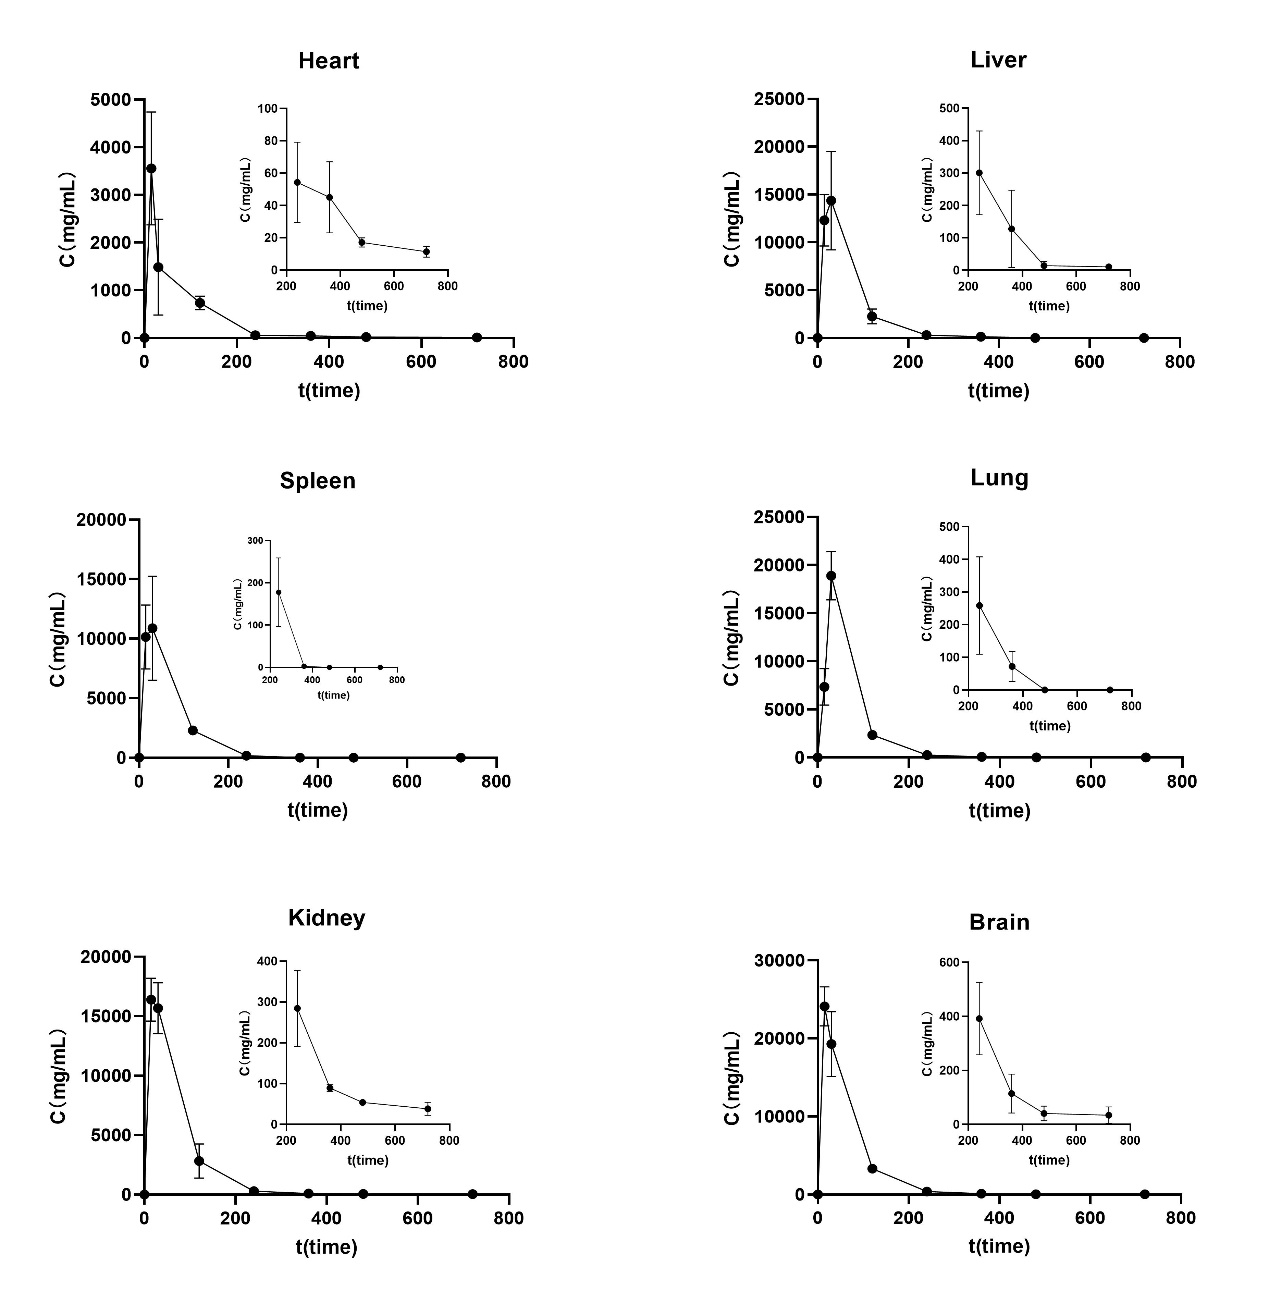 Heart
5000
4000
3000
2000
1000
0
C(mg/mL)
0 200 400 600 800
t(time)
100
80
60
40
20
0
C(mg/mL)
200 400 600 800
t(time)
Liver
25000
20000
15000
10000
5000
0
C(mg/mL)
0 200 400 600 800
t(time)
500
400
300
200
100
0
C(mg/mL)
200 400 600 800
t(time)
Spleen
20000
15000
10000
5000
0
C(mg/mL)
0 200 400 600 800
t(time)
300
200
100
0
C(mg/mL)
200 400 600 800
t(time)
Lung
25000
20000
15000
10000
5000
0
C(mg/mL)
0 200 400 600 800
t(time)
500
400
300
200
100
0
C(mg/mL)
200 400 600 800
t(time)
Kidney
20000
15000
10000
5000
0
C(mg/mL)
0 200 400 600 800
t(time)
400
300
200
100
0
C(mg/mL)
200 400 600 800
t(time)
Brain
30000
20000
10000
0
C(mg/mL)
0 200 400 600 800
t(time)
600
400
200
0
C(mg/mL)
200 400 600 800
t(time)